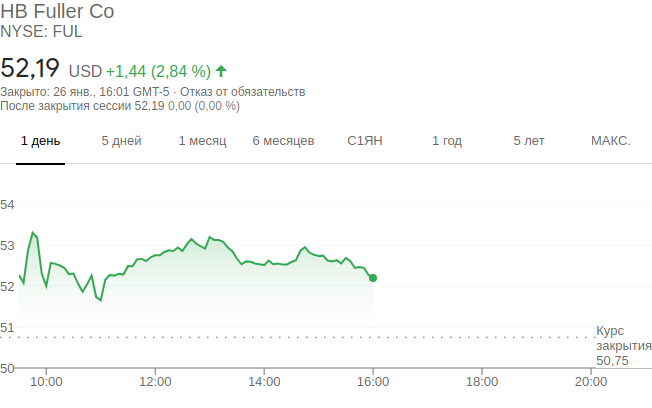 HB Fuller Co
NYSE: FUL
52,19 USD +1,44 (2,84 %)
Закрыто: 26 янв., 16:01 GMT-5 · Отказ от обязательств
После закрытия сессии 52,19 0,00 (0,00 %)
1 день 5 дней 1 месяц 6 месяцев С1ЯН 1 год 5 лет МАКС.
54
53
52
51
50
Курс
закрытия
50,75
10:00 12:00 14:00 16:00 18:00 20:00